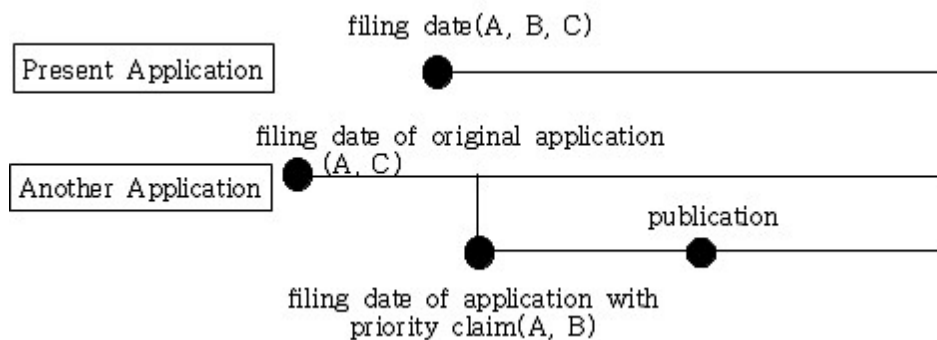 filing date(A, B, C)
Present Application
filing date of original application
(A, C)
Another Application
publication
filing date of application with
priority claim(A, B)